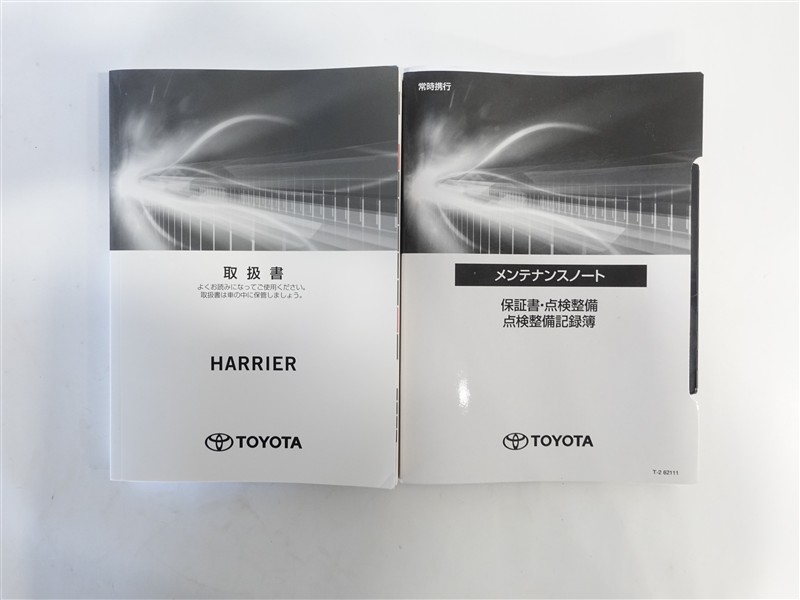 取扱書
よくお読みになってご使用ください。
取扱書は車の中に保管しましょう。
HARRIER
TOYOTA
常時携行
メンテナンスノート
保証書・点検整備
点検整備記録簿
TOYOTA
T-2 62111